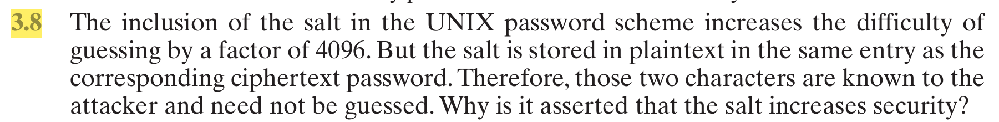 3.8 The inclusion of the salt in the UNIX password scheme increases the difficulty of
guessing by a factor of 4096. But the salt is stored in plaintext in the same entry as the
corresponding ciphertext password. Therefore, those two characters are known to the
attacker and need not be guessed. Why is it asserted that the salt increases security?